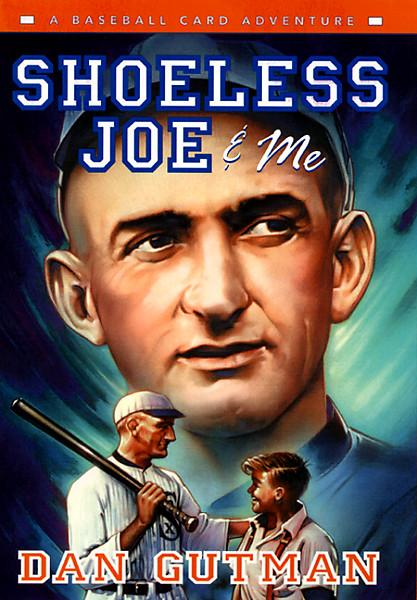 A BASEBALL CARD ADVENTURE
SHOELESS
JOE & Me
DAN GUTMAN